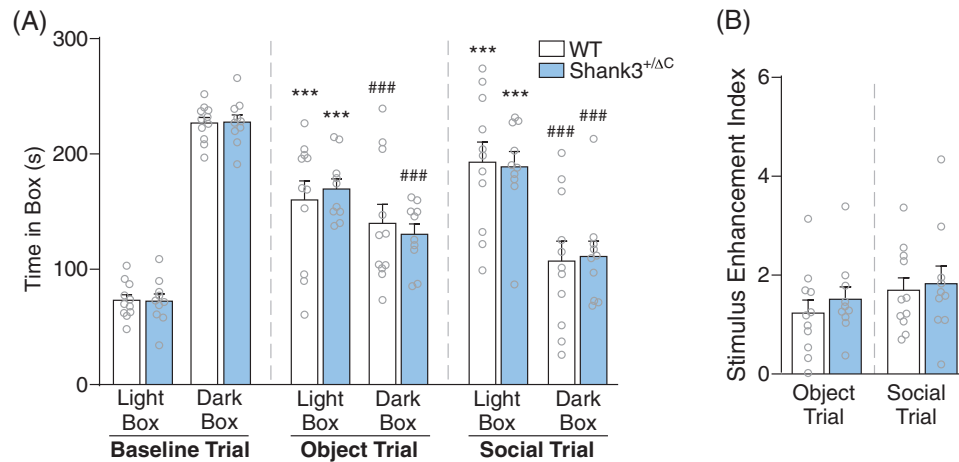 (A)
300
200
100
0
Time in Box (s)
WT
Shank3+/ΔC
***
***
###
###
***
***
###
###
Light
Box
Dark
Box
Light
Box
Dark
Box
Light
Box
Dark
Box
Baseline Trial
Object Trial
Social Trial
(B)
6
4
2
0
Stimulus Enhancement Index
Object
Trial
Social
Trial